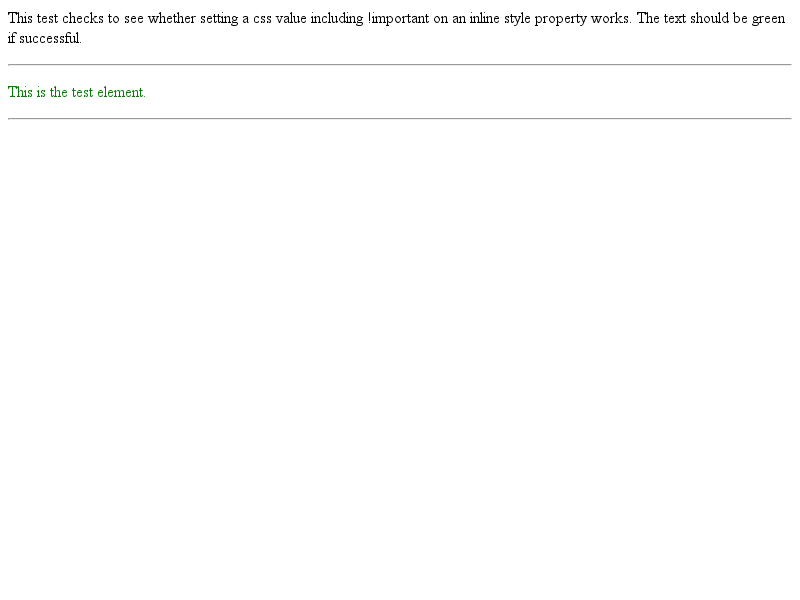 This test checks to see whether setting a css value including !important on an inline style property works. The text should be green
if successful.
This is the test element.